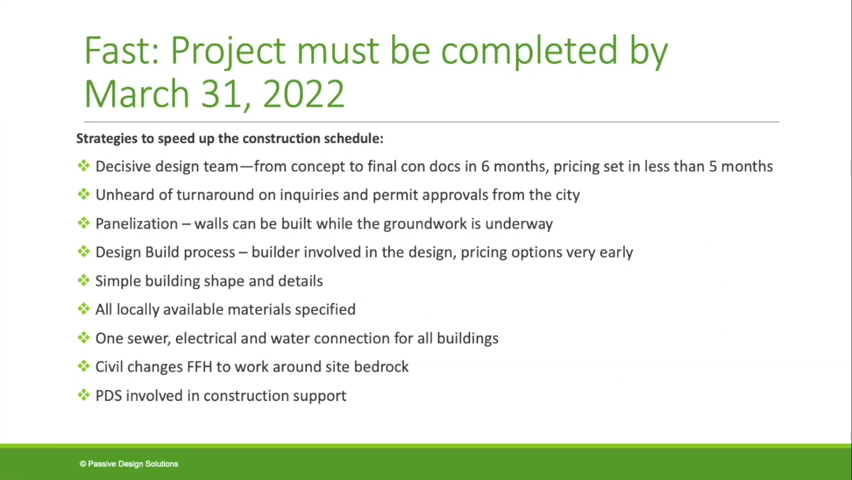 Fast: Project must be completed by
March 31, 2022
Strategies to speed up the construction schedule:
❖ Decisive design team—from concept to final con docs in 6 months, pricing set in less than 5 months
❖ Unheard of turnaround on inquiries and permit approvals from the city
❖ Panelization – walls can be built while the groundwork is underway
❖ Design Build process – builder involved in the design, pricing options very early
❖ Simple building shape and details
❖ All locally available materials specified
❖ One sewer, electrical and water connection for all buildings
❖ Civil changes FFH to work around site bedrock
❖ PDS involved in construction support
© Passive Design Solutions